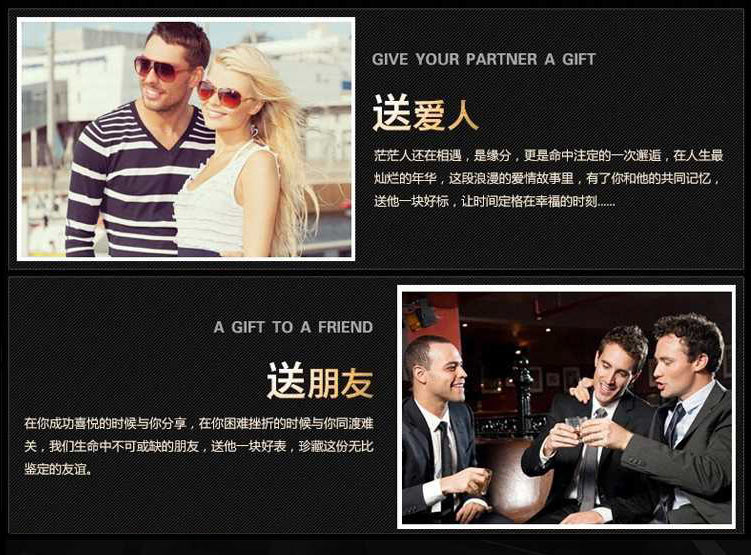 GIVE YOUR PARTNER A GIFT
送爱人
茫茫人还在相遇，是缘分，更是命中注定的一次邂逅，在人生最
灿烂的年华，这段浪漫的爱情故事里，有了你和他的共同记忆，
送他一块好标，让时间定格在幸福的时刻......
A GIFT TO A FRIEND
送朋友
在你成功喜悦的时候与你分享，在你困难挫折的时候与你同渡难
关，我们生命中不可或缺的朋友，送他一块好表，珍藏这份无比
鉴定的友谊。